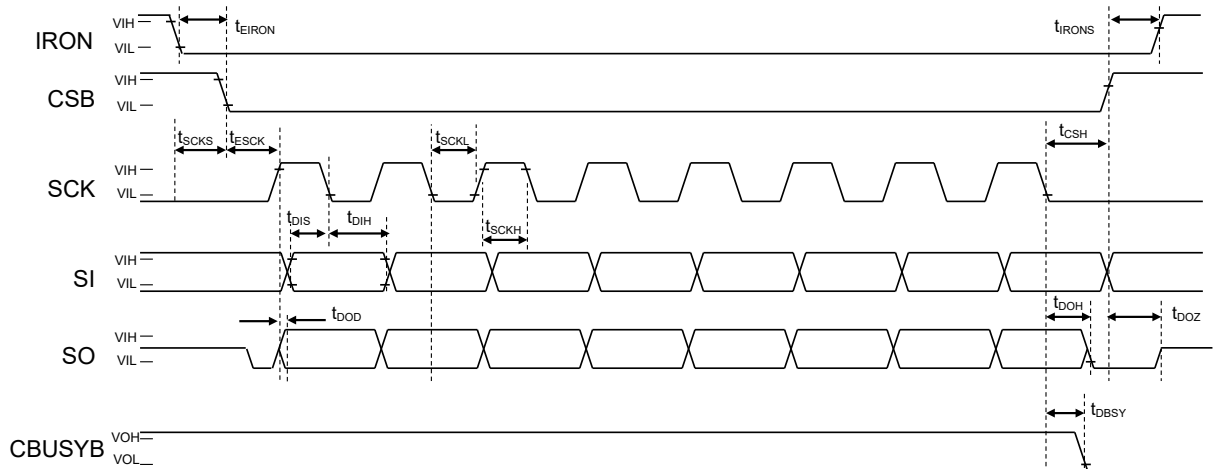 IRON
VIH
VIL
tEIRON
tIRONS
CSB
VIH
VIL
tSCKS
tESCK
tSCKL
tCSH
SCK
VIH
VIL
tDIS
tDIH
tSCKH
SI
VIH
VIL
tDOD
tDOH
tDOZ
SO
VIH
VIL
tDBSY
CBUSYB
VOH
VOL